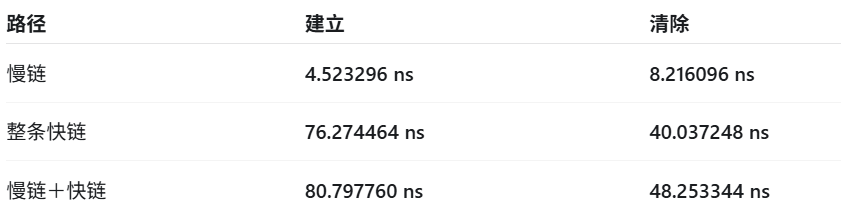 路径 建立 清除
慢链 4.523296 ns 8.216096 ns
整条快链 76.274464 ns 40.037248 ns
慢链＋快链 80.797760 ns 48.253344 ns